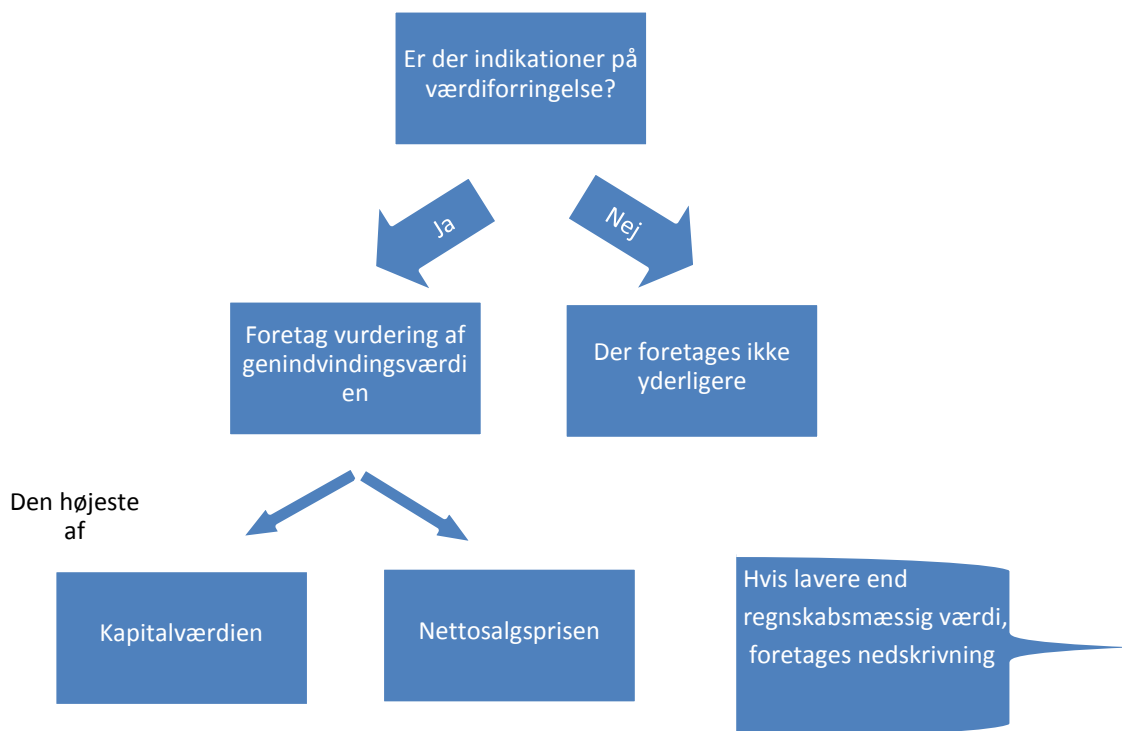 Er der indikationer på
værdiforringelse?
Ja
Nej
Foretag vurdering af
genindvindingsværdi
en
Der foretages ikke
yderligere
Den højeste
af
Kapitalværdien
Nettosalgsprisen
Hvis lavere end
regnskabsmæssig værdi,
foretages nedskrivning